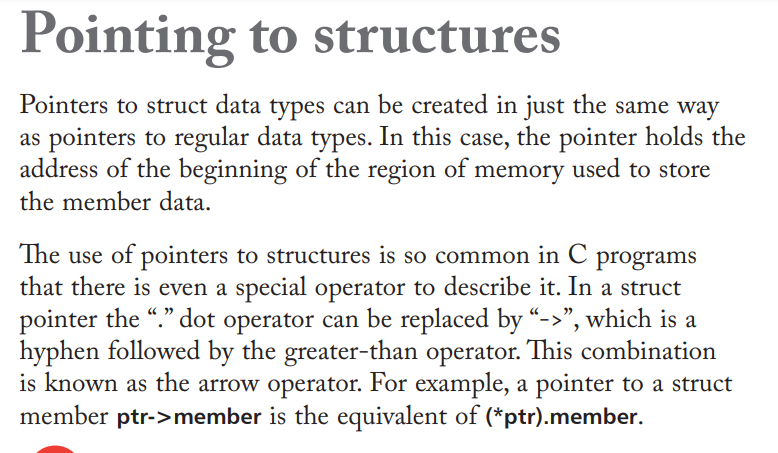 Pointing to structures
Pointers to struct data types can be created in just the same way
as pointers to regular data types. In this case, the pointer holds the
address of the beginning of the region of memory used to store
the member data.
The use of pointers to structures is so common in C programs
that there is even a special operator to describe it. In a struct
pointer the “.” dot operator can be replaced by “->”, which is a
hyphen followed by the greater-than operator. This combination
is known as the arrow operator. For example, a pointer to a struct
member ptr->member is the equivalent of (*ptr).member.